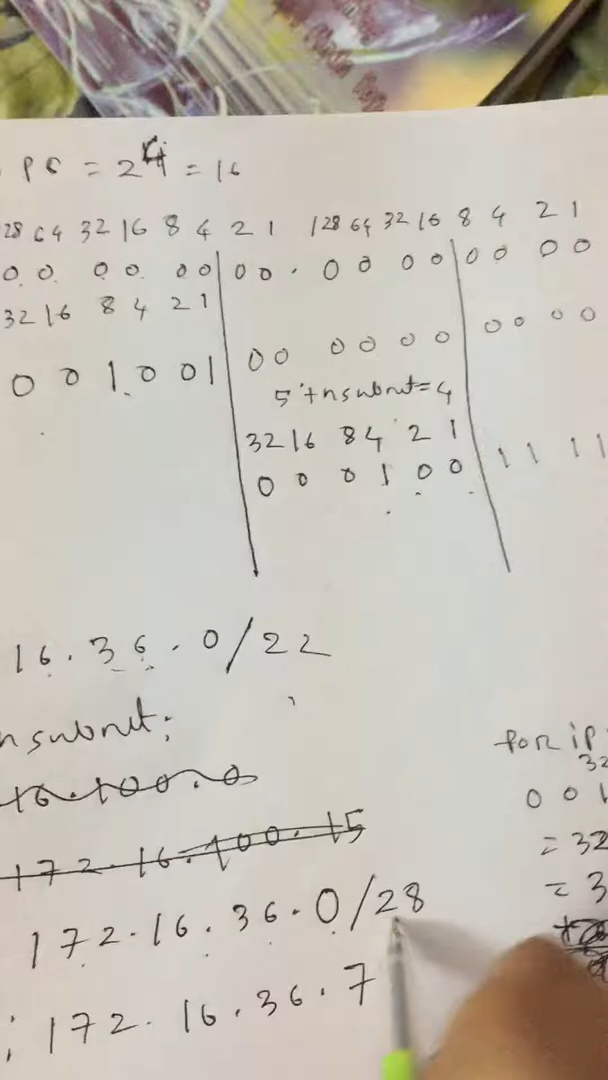 PC = 2^4 = 16
28 64 32 16 8 4 2 1 128 64 32 16 8 4 2 1
0 0. 0 0. 0 0 0 0 . 0 0 0 0 0 0 0 0
32 16 8 4 2 1
0 0 1 0 0 1 0 0 0 0 0 0 0 0 0 0
5'th subnet = 4
32 16 8 4 2 1
0 0 0 1 0 0 1 1 1 1
16.36.0/22
n subnet;
16.100.0
172.16.100.15
for ip
32
0 0 1
= 32
= 3
172.16.36.0/28
; 172.16.36.7